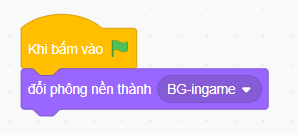 Khi bấm vào
đổi phông nền thành BG-ingame